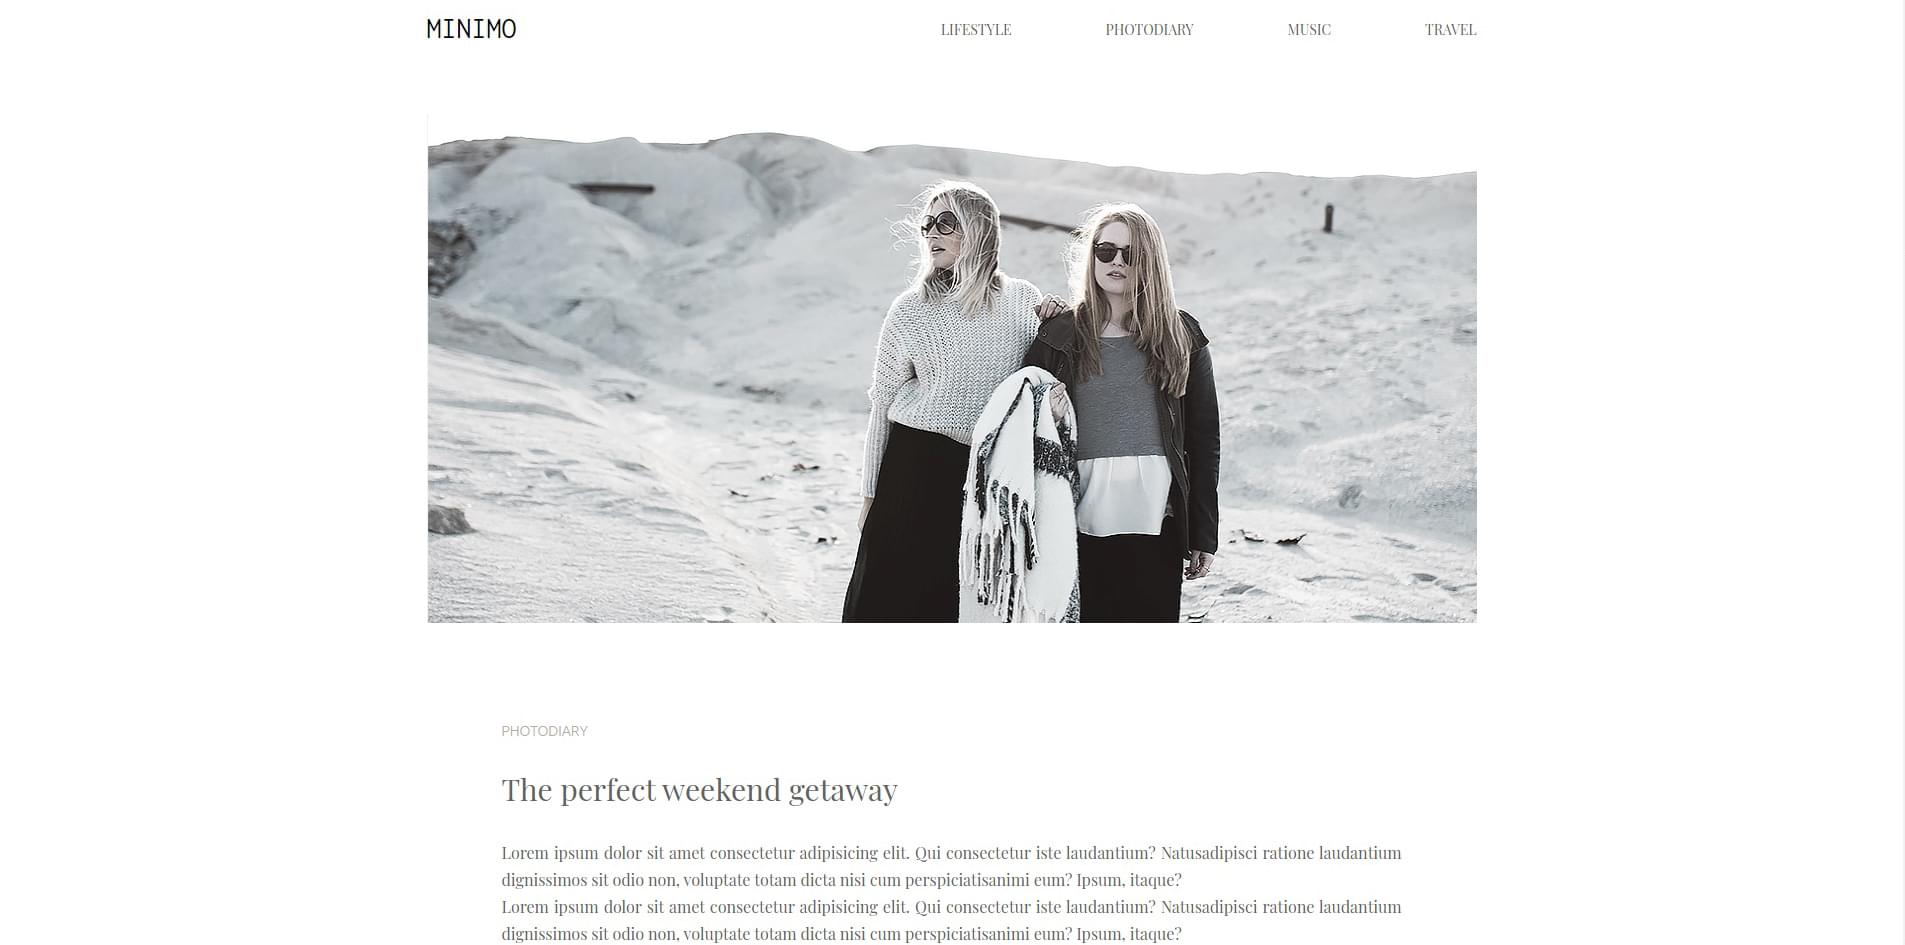 MINIMO
LIFESTYLE PHOTODIARY MUSIC TRAVEL
PHOTODIARY
The perfect weekend getaway
Lorem ipsum dolor sit amet consectetur adipisicing elit. Qui consectetur iste laudantium? Natusadipisci ratione laudantium
dignissimos sit odio non, voluptate totam dicta nisi cum perspiciatisanimi eum? Ipsum, itaque?
Lorem ipsum dolor sit amet consectetur adipisicing elit. Qui consectetur iste laudantium? Natusadipisci ratione laudantium
dignissimos sit odio non, voluptate totam dicta nisi cum perspiciatisanimi eum? Ipsum, itaque?